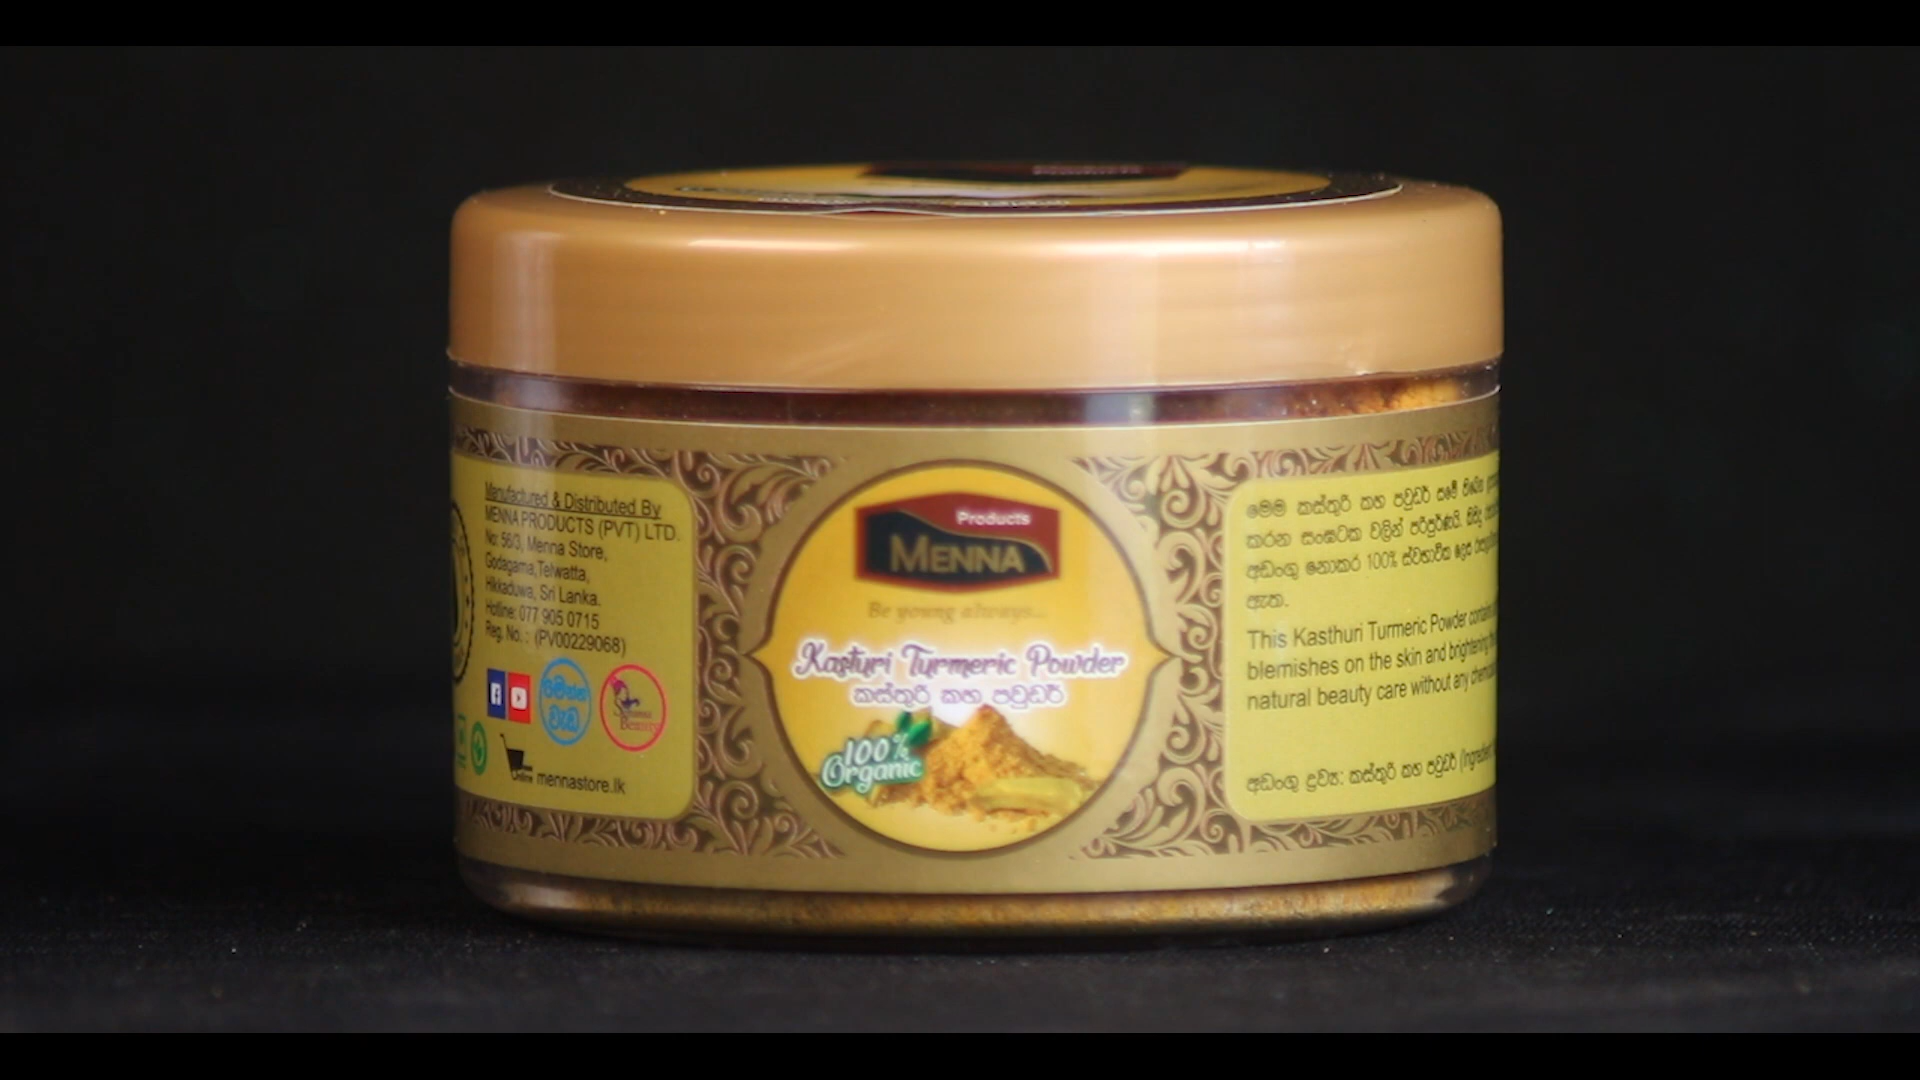 Manufactured & Distributed By
MENNA PRODUCTS (PVT) LTD.
No: 56/3, Menna Store,
Godagama,Telwatta,
Hikkaduwa, Sri Lanka.
Hotline: 077 905 0715
Reg. No. : (PV00229068)
Beauty
Online mennastore.lk
Products
MENNA
Be young always...
Kasturi Turmeric Powder
කස්තුරි කහ පවුඩර්
100%
Organic
මෙම කස්තුරි කහ පවුඩර් සමේ
කරන සංඝටක වලින් පරිපූර්ණයි.
අඩංගු නොකර 100% ස්වභාවික ලෙස
ඇත.
This Kasthuri Turmeric Powder
blemishes on the skin and brightening
natural beauty care without any
අඩංගු ද්‍රව්‍ය: කස්තුරි කහ පවුඩර්